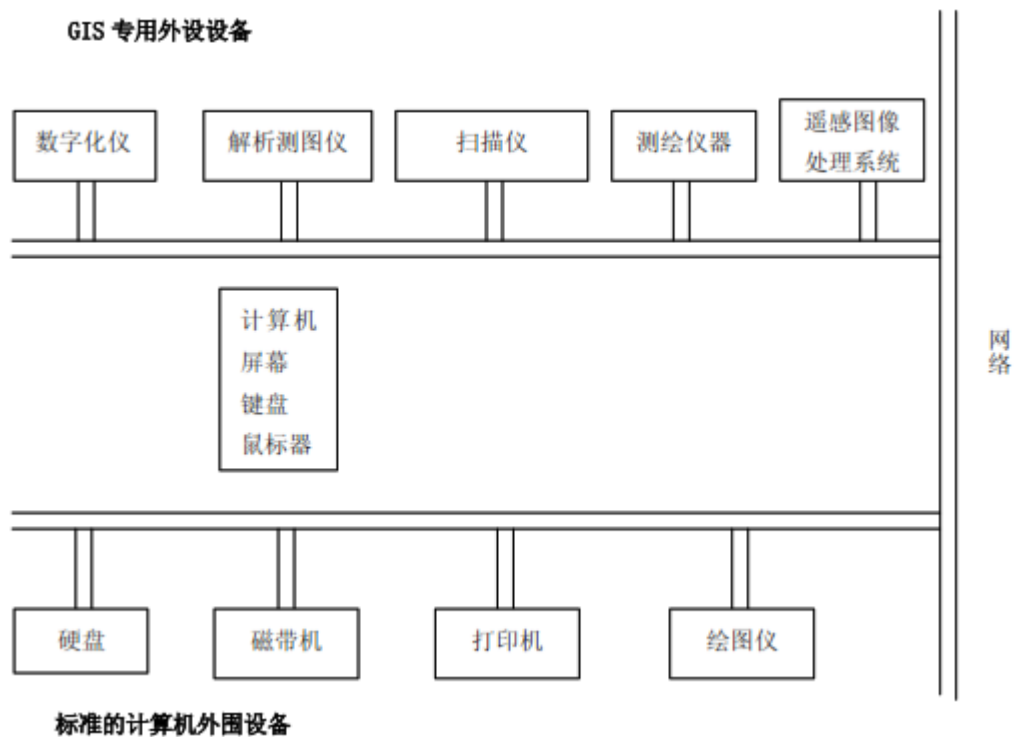 GIS 专用外设设备
数字化仪
解析测图仪
扫描仪
测绘仪器
遥感图像
处理系统
计算机
屏幕
键盘
鼠标器
网
络
硬盘
磁带机
打印机
绘图仪
标准的计算机外围设备